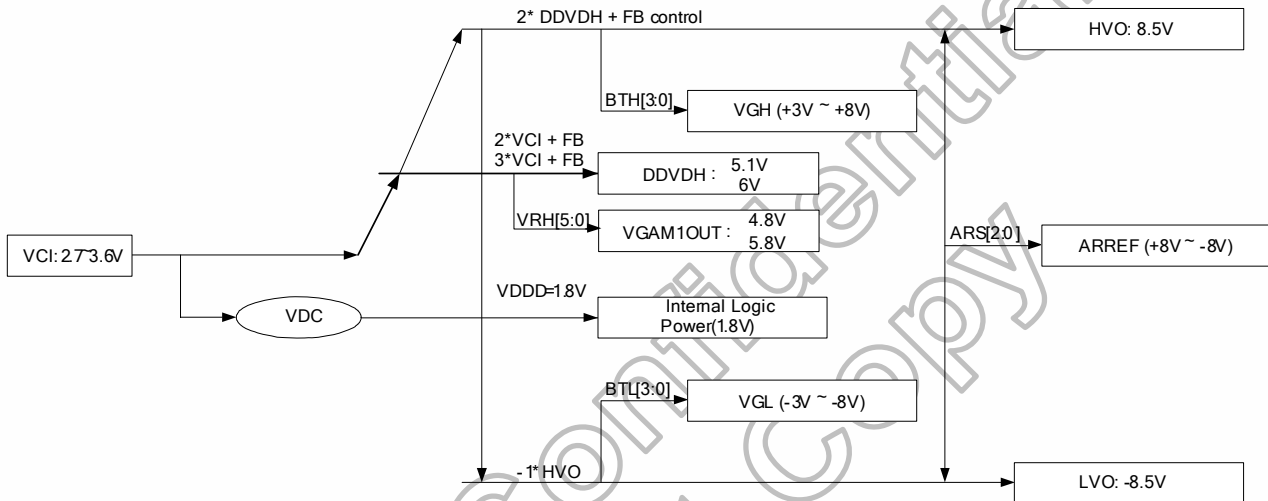 2* DDVDH + FB control
HVO: 8.5V
BTH[3:0]
VGH (+3V ~ +8V)
2*VCI + FB
3*VCI + FB
DDVDH : 5.1V
6V
VRH[5:0]
VGAM1OUT : 4.8V
5.8V
ARS[2:0]
ARREF (+8V ~ -8V)
VCI: 2.7~3.6V
VDC
VDDD=1.8V
Internal Logic
Power(1.8V)
BTL[3:0]
VGL (-3V ~ -8V)
-1* HVO
LVO: -8.5V
Confidential
Copy